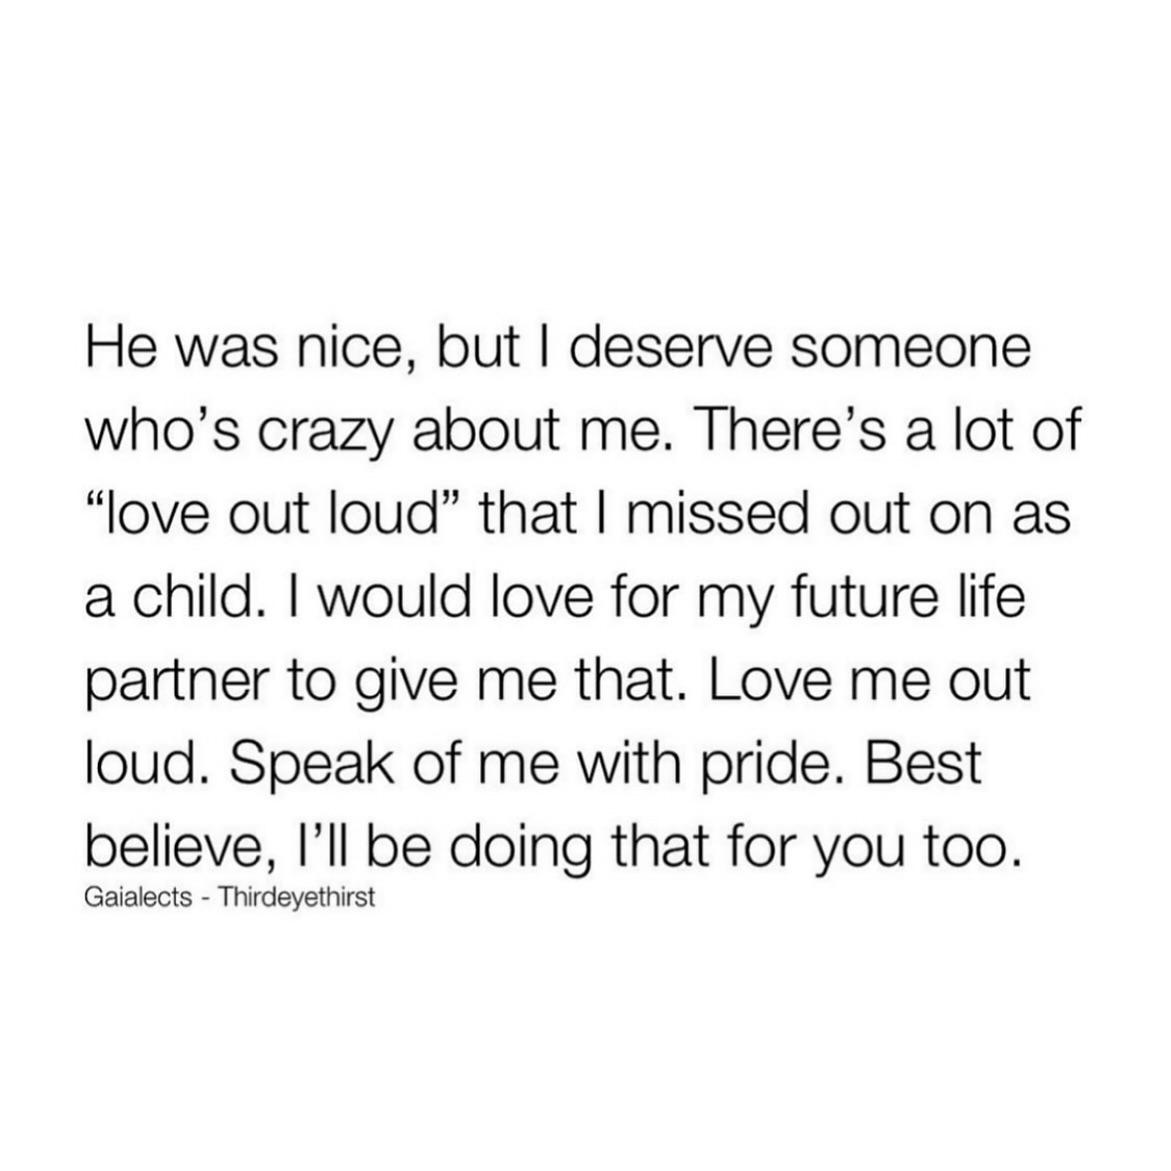 He was nice, but I deserve someone
who’s crazy about me. There’s a lot of
“love out loud” that I missed out on as
a child. I would love for my future life
partner to give me that. Love me out
loud. Speak of me with pride. Best
believe, I’ll be doing that for you too.
Gaialects - Thirdeyethirst